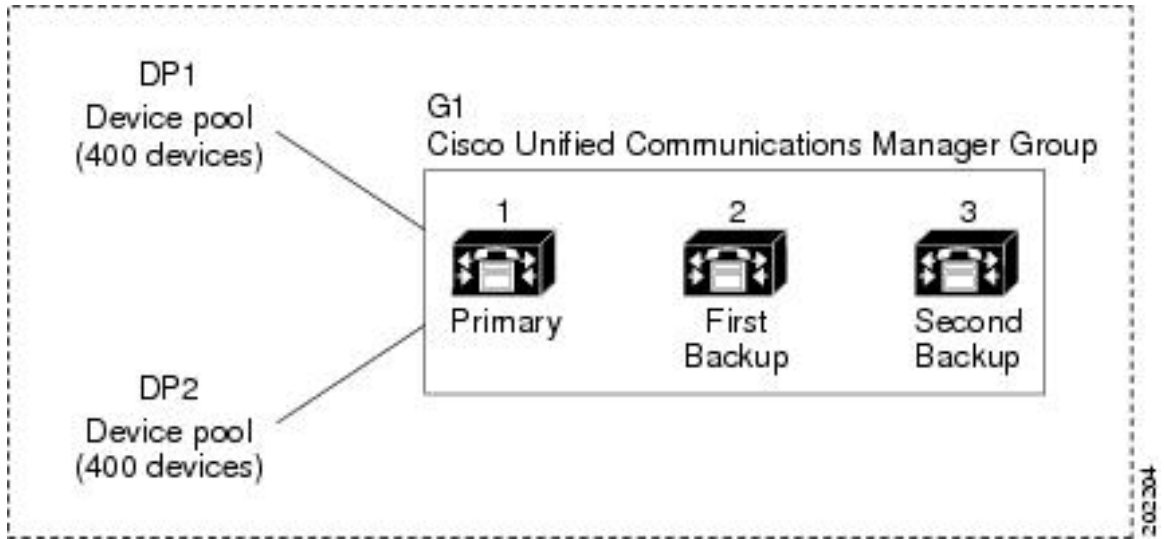 DP1
Device pool
(400 devices)
G1
Cisco Unified Communications Manager Group
1
2
3
Primary
First
Backup
Second
Backup
DP2
Device pool
(400 devices)
202204